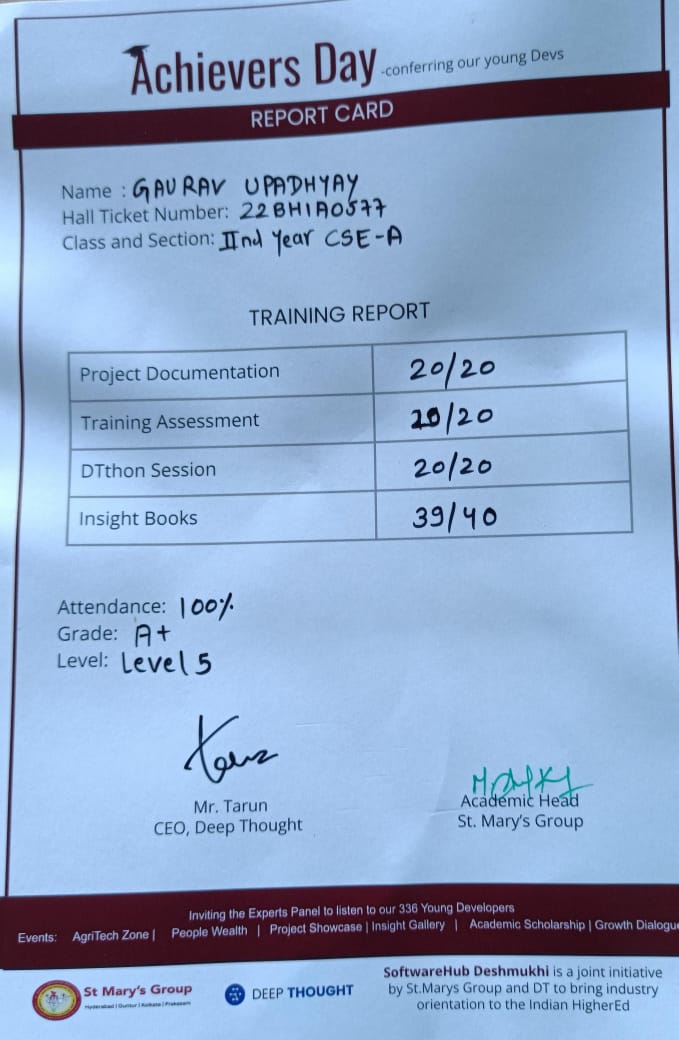 Achievers Day -conferring our young Devs
REPORT CARD
Name : GAURAV UPADHYAY
Hall Ticket Number: 22BH1A0577
Class and Section: IInd Year CSE-A
TRAINING REPORT
Project Documentation 20/20
Training Assessment 20/20
DTthon Session 20/20
Insight Books 39/40
Attendance: 100%
Grade: A+
Level: Level 5
Mr. Tarun
CEO, Deep Thought
Academic Head
St. Mary's Group
Inviting the Experts Panel to listen to our 336 Young Developers
Events: AgriTech Zone | People Wealth | Project Showcase | Insight Gallery | Academic Scholarship | Growth Dialogue
St Mary's Group
Hyderabad | Guntur | Kolkata | Prakasam
DEEP THOUGHT
SoftwareHub Deshmukhi is a joint initiative
by St.Marys Group and DT to bring industry
orientation to the Indian HigherEd